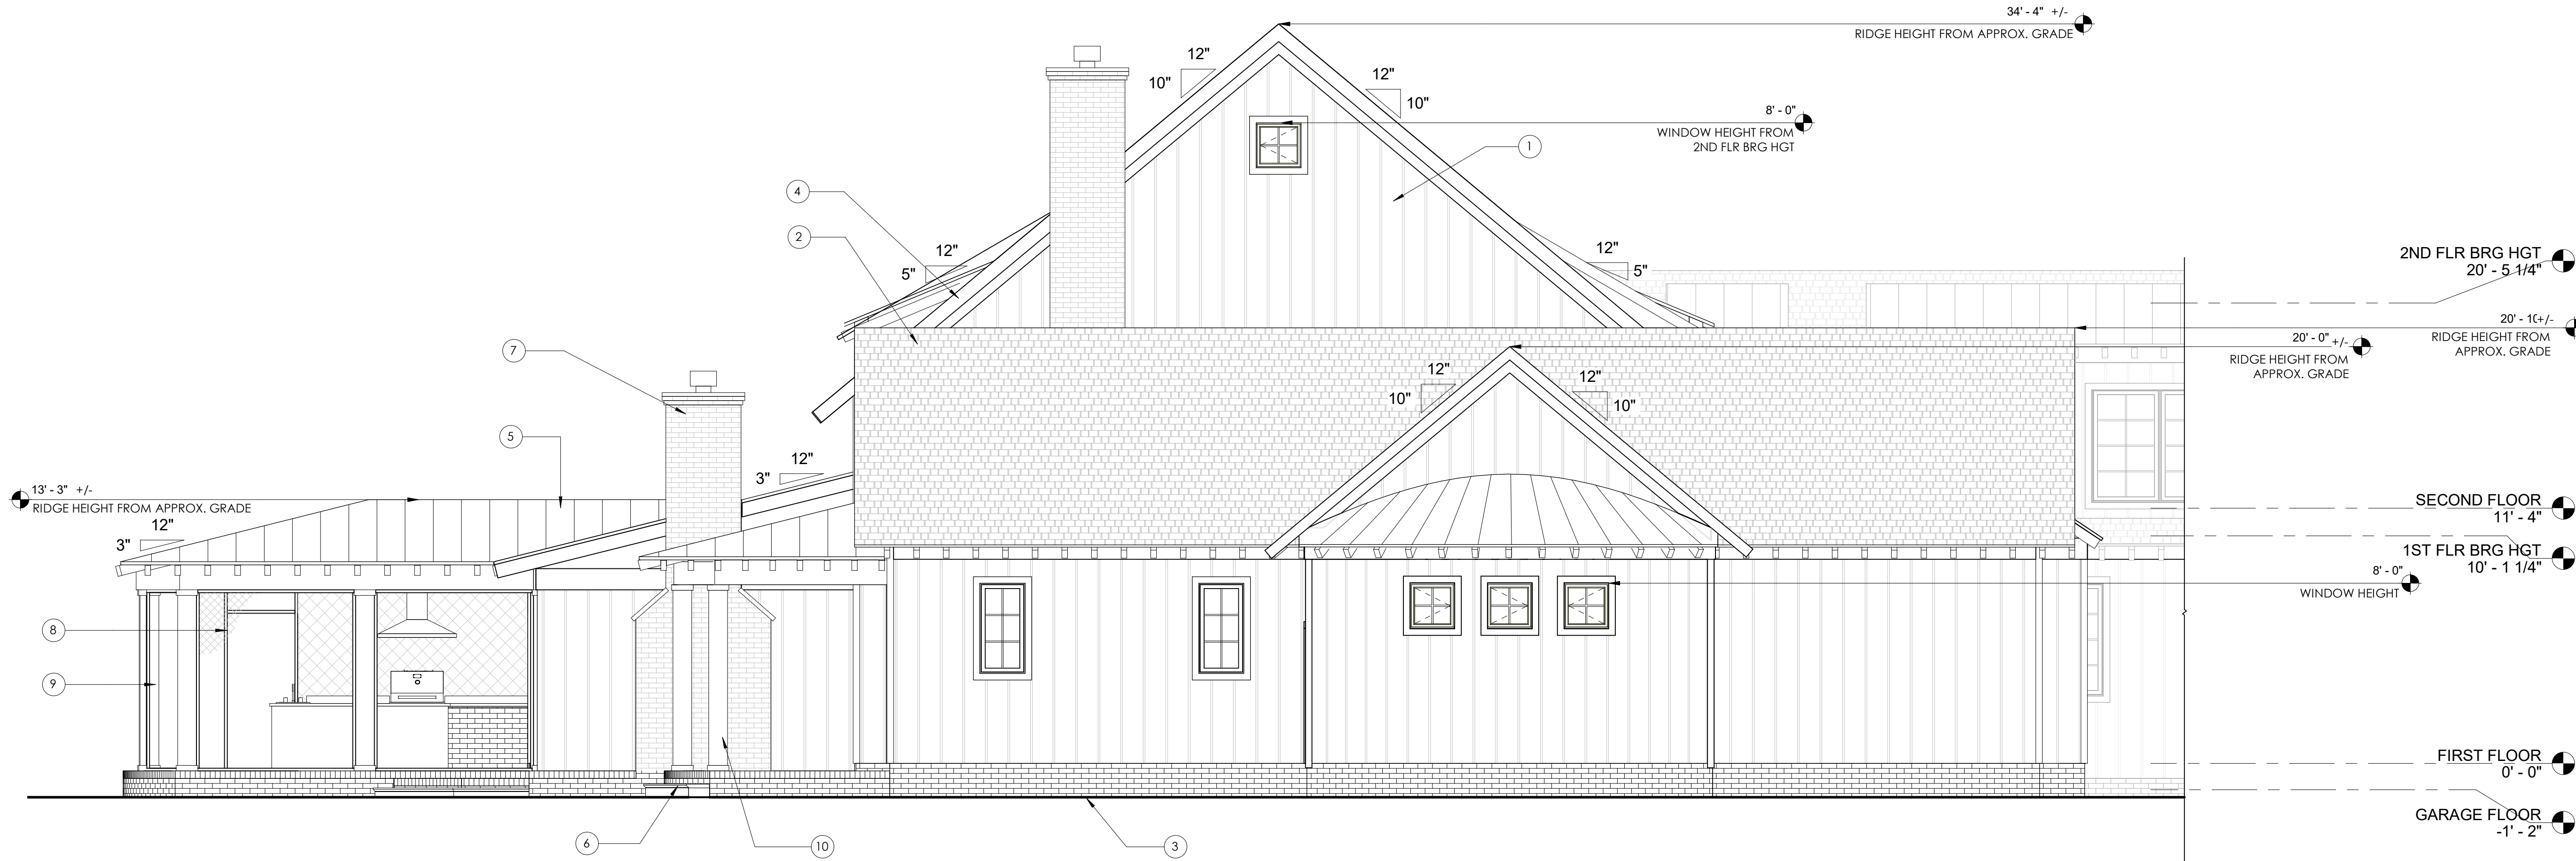 34' - 4" +/-
RIDGE HEIGHT FROM APPROX. GRADE
12"
10"
12"
10"
8' - 0"
WINDOW HEIGHT FROM
2ND FLR BRG HGT
1
4
2
12"
5"
12"
5"
2ND FLR BRG HGT
20' - 5 1/4"
20' - 1(+/-
RIDGE HEIGHT FROM
APPROX. GRADE
20' - 0" +/-
RIDGE HEIGHT FROM
APPROX. GRADE
7
12"
10"
12"
10"
5
12"
3"
13' - 3" +/-
RIDGE HEIGHT FROM APPROX. GRADE
12"
3"
SECOND FLOOR
11' - 4"
1ST FLR BRG HGT
10' - 1 1/4"
8' - 0"
WINDOW HEIGHT
8
9
FIRST FLOOR
0' - 0"
GARAGE FLOOR
-1' - 2"
6
10
3